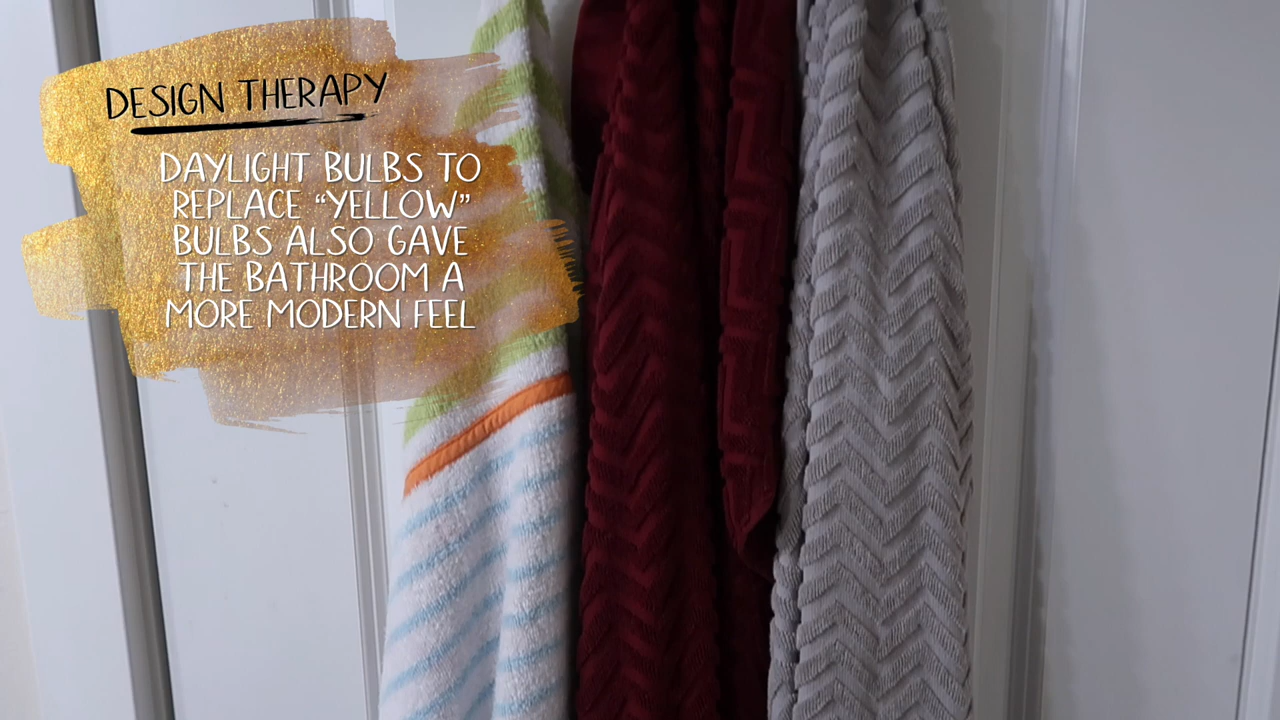 DESIGN THERAPY
DAYLIGHT BULBS TO
REPLACE “YELLOW”
BULBS ALSO GAVE
THE BATHROOM A
MORE MODERN FEEL